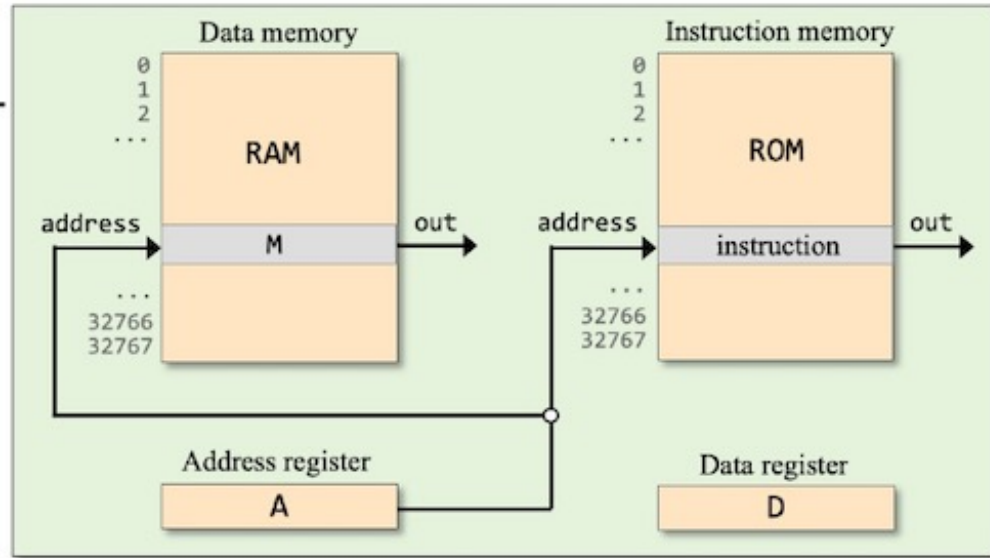 Data memory
0
1
2
...
RAM
address
M
out
...
32766
32767
Instruction memory
0
1
2
...
ROM
address
instruction
out
...
32766
32767
Address register
A
Data register
D